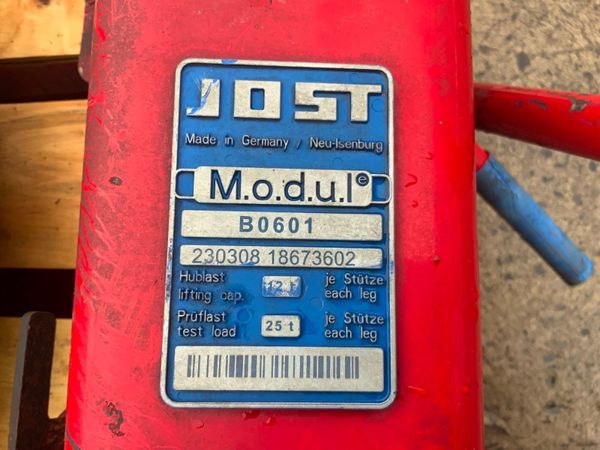 JOST
Made in Germany / Neu-Isenburg
M.o.d.u.l e
B0601
230308 18673602
Hublast 12 t je Stütze
lifting cap. each leg
Prüflast 25 t je Stütze
test load each leg